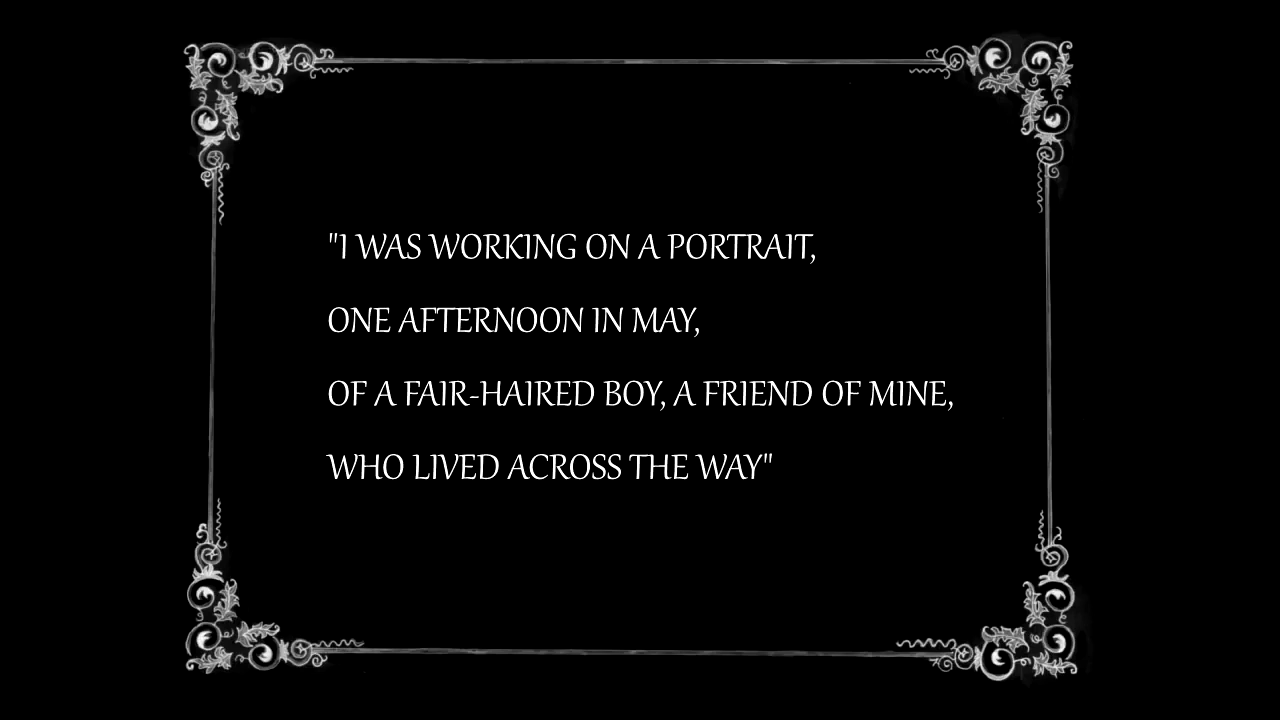 "I WAS WORKING ON A PORTRAIT,
ONE AFTERNOON IN MAY,
OF A FAIR-HAIRED BOY, A FRIEND OF MINE,
WHO LIVED ACROSS THE WAY"